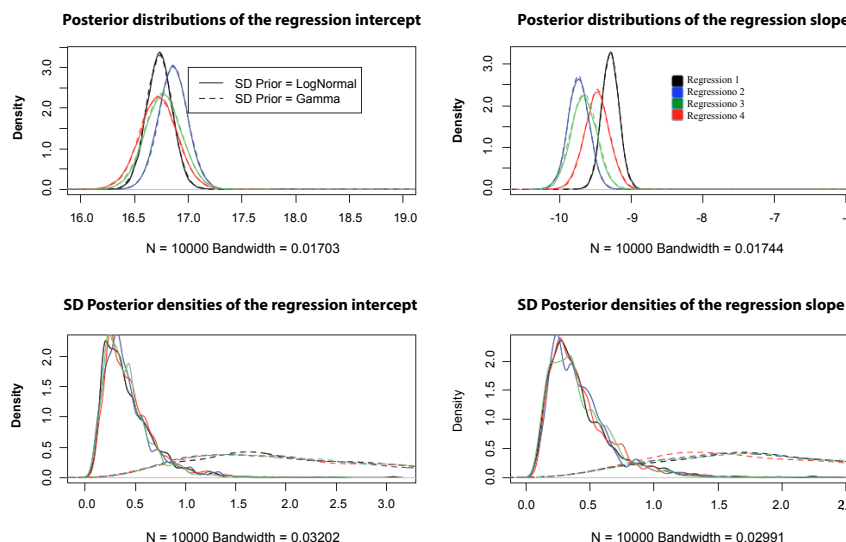 Posterior distributions of the regression intercept
Density
0.0 1.0 2.0 3.0
SD Prior = LogNormal
SD Prior = Gamma
16.0 16.5 17.0 17.5 18.0 18.5 19.0
N = 10000 Bandwidth = 0.01703
Posterior distributions of the regression slope
Density
0.0 1.0 2.0 3.0
Regression 1
Regressiono 2
Regressiono 3
Regressiono 4
-10 -9 -8 -7
N = 10000 Bandwidth = 0.01744
SD Posterior densities of the regression intercept
Density
0.0 0.5 1.0 1.5 2.0
0.0 0.5 1.0 1.5 2.0 2.5 3.0
N = 10000 Bandwidth = 0.03202
SD Posterior densities of the regression slope
Density
0.0 0.5 1.0 1.5 2.0
0.0 0.5 1.0 1.5 2.0
N = 10000 Bandwidth = 0.02991